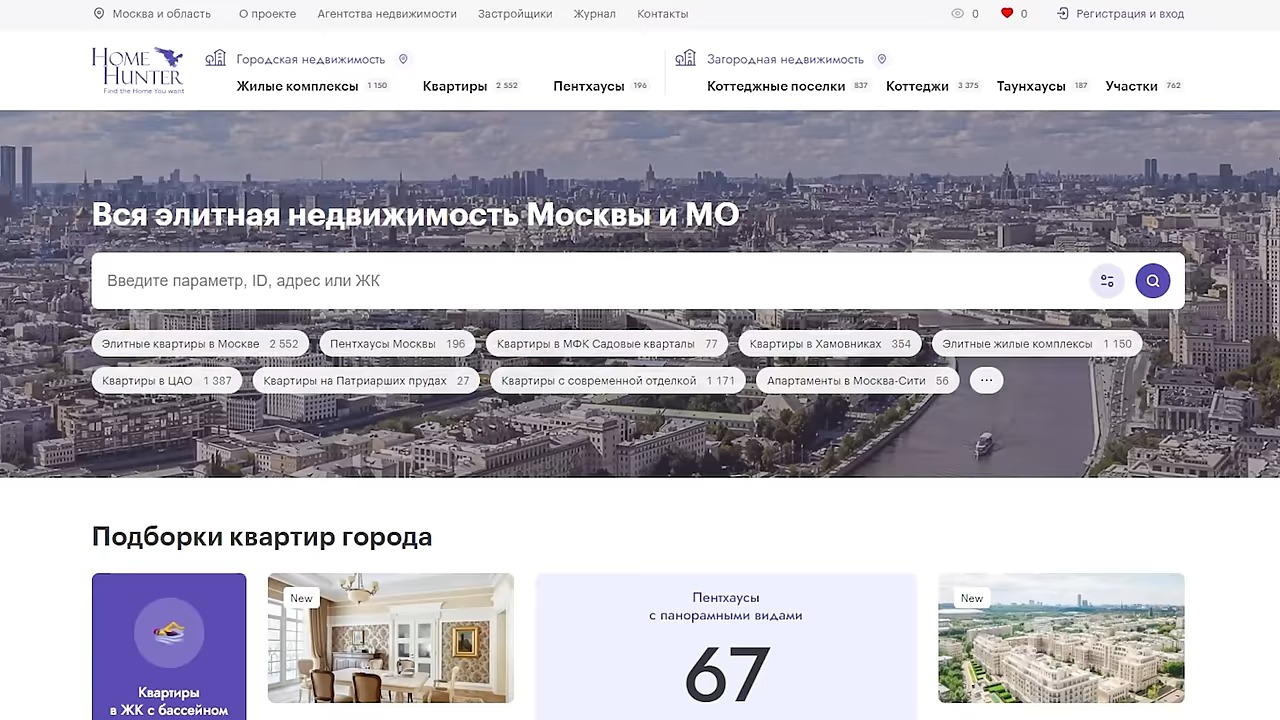 Москва и область О проекте Агентства недвижимости Застройщики Журнал Контакты 0 0 Регистрация и вход
HOME HUNTER
Find the Home You want
Городская недвижимость Загородная недвижимость
Жилые комплексы 1 150 Квартиры 2 552 Пентхаусы 196 Коттеджные поселки 837 Коттеджи 3 375 Таунхаусы 187 Участки 762
Вся элитная недвижимость Москвы и МО
Введите параметр, ID, адрес или ЖК
Элитные квартиры в Москве 2 552 Пентхаусы Москвы 196 Квартиры в МФК Садовые кварталы 77 Квартиры в Хамовниках 354 Элитные жилые комплексы 1 150
Квартиры в ЦАО 1 387 Квартиры на Патриарших прудах 27 Квартиры с современной отделкой 1 171 Апартаменты в Москва-Сити 56 ...
Подборки квартир города
Квартиры
в ЖК с бассейном
New
Пентхаусы
с панорамными видами
67
New